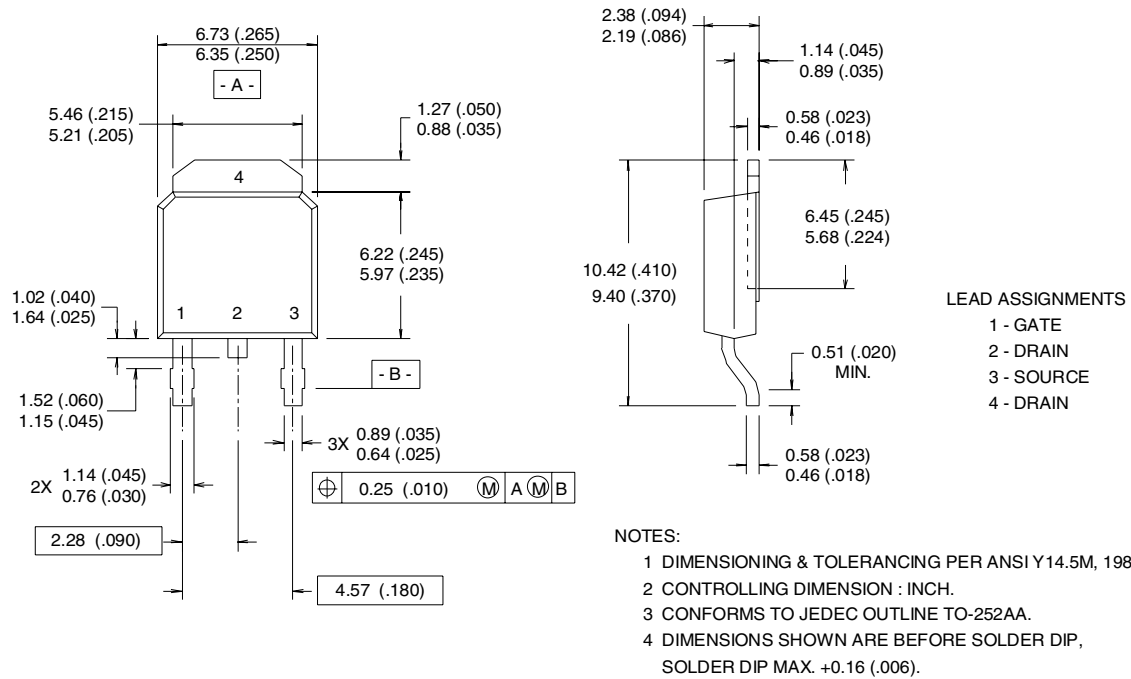 6.73 (.265)
6.35 (.250)
- A -
5.46 (.215)
5.21 (.205)
1.27 (.050)
0.88 (.035)
4
6.22 (.245)
5.97 (.235)
1.02 (.040)
1.64 (.025)
1 2 3
- B -
1.52 (.060)
1.15 (.045)
3X 0.89 (.035)
0.64 (.025)
2X 1.14 (.045)
0.76 (.030)
⌖ 0.25 (.010) Ⓜ A Ⓜ B
2.28 (.090)
4.57 (.180)
2.38 (.094)
2.19 (.086)
1.14 (.045)
0.89 (.035)
0.58 (.023)
0.46 (.018)
6.45 (.245)
5.68 (.224)
10.42 (.410)
9.40 (.370)
0.51 (.020)
MIN.
0.58 (.023)
0.46 (.018)
LEAD ASSIGNMENTS
1 - GATE
2 - DRAIN
3 - SOURCE
4 - DRAIN
NOTES:
1 DIMENSIONING & TOLERANCING PER ANSI Y14.5M, 198
2 CONTROLLING DIMENSION : INCH.
3 CONFORMS TO JEDEC OUTLINE TO-252AA.
4 DIMENSIONS SHOWN ARE BEFORE SOLDER DIP,
SOLDER DIP MAX. +0.16 (.006).